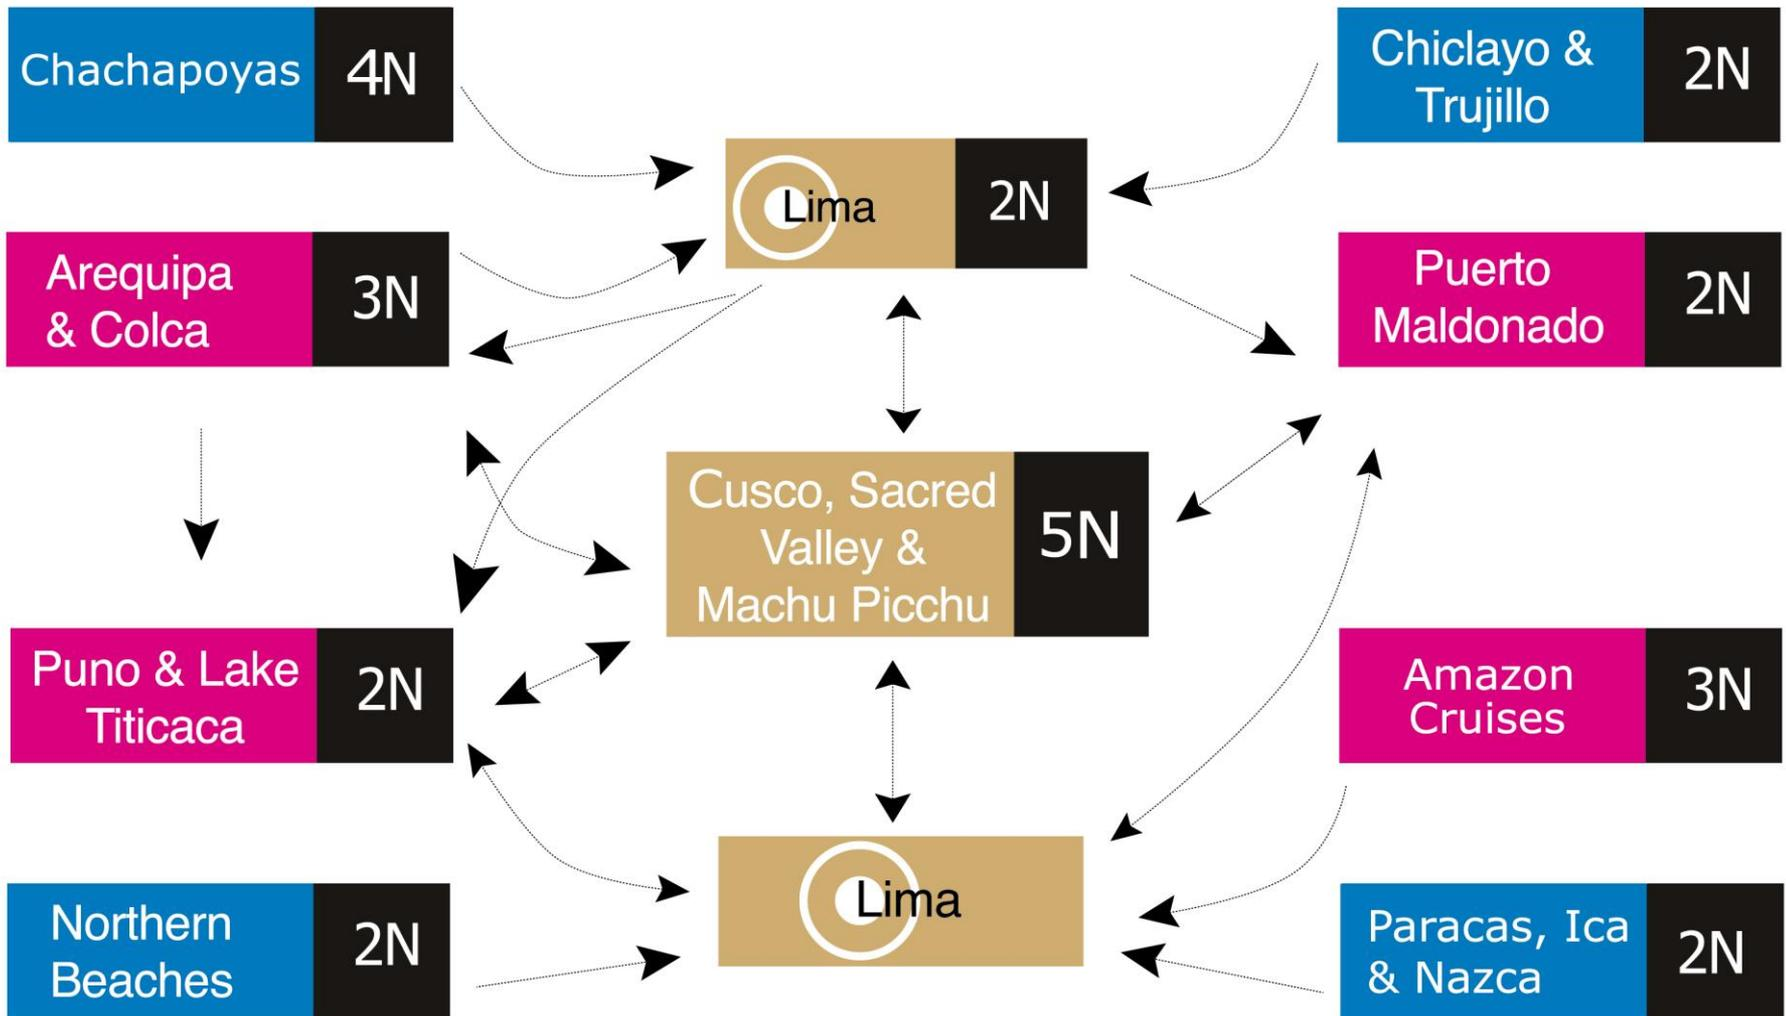 Chachapoyas 4N
Chiclayo &
Trujillo
2N
Lima 2N
Arequipa
& Colca
3N
Puerto
Maldonado
2N
Cusco, Sacred
Valley &
Machu Picchu
5N
Puno & Lake
Titicaca
2N
Amazon
Cruises
3N
Lima
Northern
Beaches
2N
Paracas, Ica
& Nazca
2N